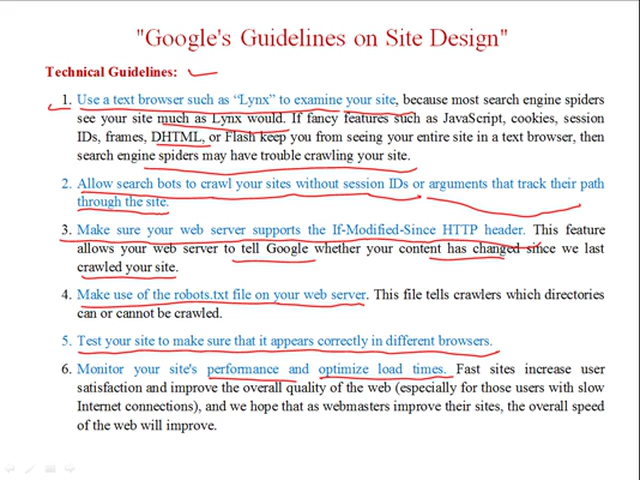 "Google's Guidelines on Site Design"
Technical Guidelines:
1. Use a text browser such as “Lynx” to examine your site, because most search engine spiders
see your site much as Lynx would. If fancy features such as JavaScript, cookies, session
IDs, frames, DHTML, or Flash keep you from seeing your entire site in a text browser, then
search engine spiders may have trouble crawling your site.
2. Allow search bots to crawl your sites without session IDs or arguments that track their path
through the site.
3. Make sure your web server supports the If-Modified-Since HTTP header. This feature
allows your web server to tell Google whether your content has changed since we last
crawled your site.
4. Make use of the robots.txt file on your web server. This file tells crawlers which directories
can or cannot be crawled.
5. Test your site to make sure that it appears correctly in different browsers.
6. Monitor your site's performance and optimize load times. Fast sites increase user
satisfaction and improve the overall quality of the web (especially for those users with slow
Internet connections), and we hope that as webmasters improve their sites, the overall speed
of the web will improve.